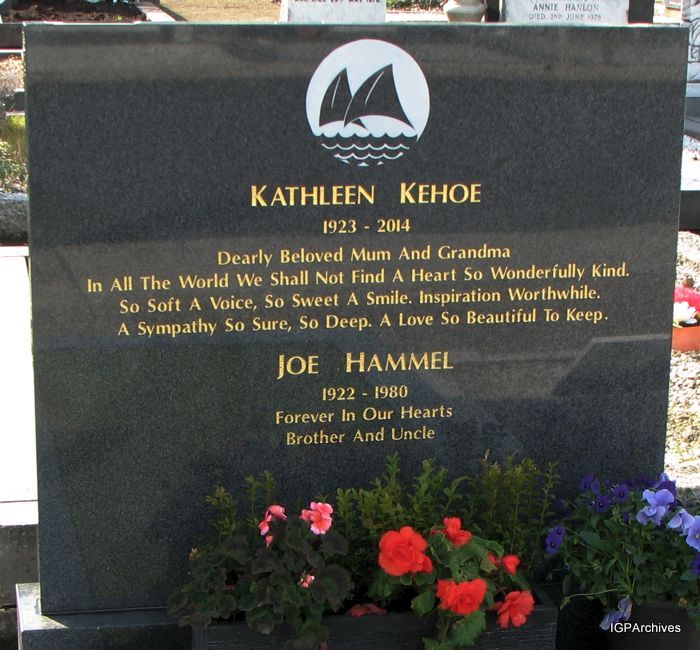 ANNIE HANLON
DIED 2ND JUNE 1978
KATHLEEN KEHOE
1923 - 2014
Dearly Beloved Mum And Grandma
In All The World We Shall Not Find A Heart So Wonderfully Kind.
So Soft A Voice, So Sweet A Smile. Inspiration Worthwhile.
A Sympathy So Sure, So Deep. A Love So Beautiful To Keep.
JOE HAMMEL
1922 - 1980
Forever In Our Hearts
Brother And Uncle
IGPArchives